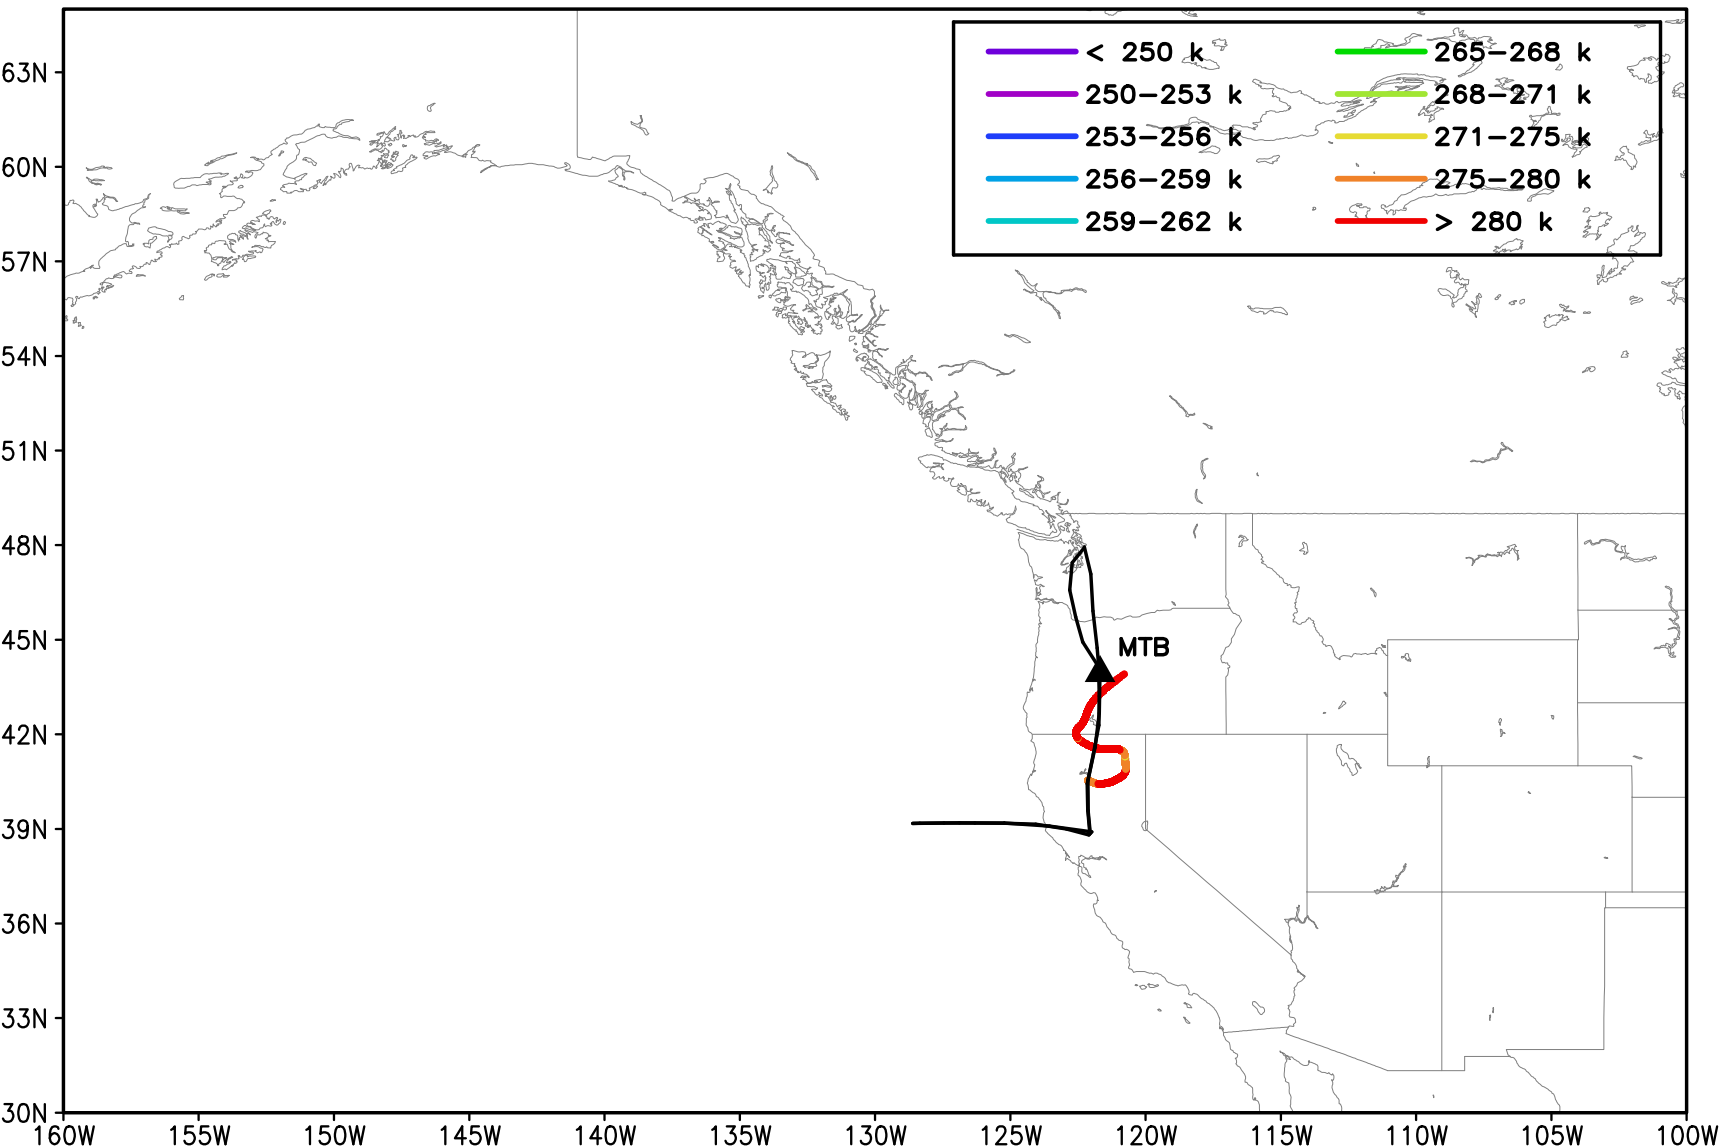 < 250 k
250-253 k
253-256 k
256-259 k
259-262 k
265-268 k
268-271 k
271-275 k
275-280 k
> 280 k
63N
60N
57N
54N
51N
48N
45N
42N
39N
36N
33N
30N
MTB
160W 155W 150W 145W 140W 135W 130W 125W 120W 115W 110W 105W 100W